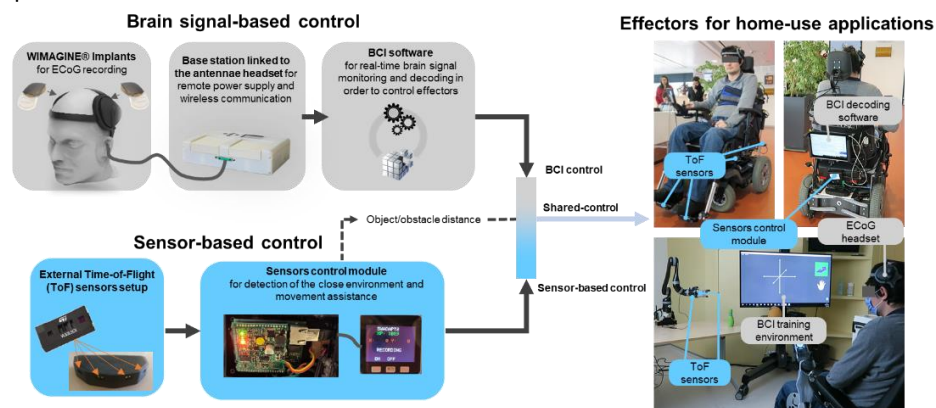 Brain signal-based control
WIMAGINE® Implants
for ECoG recording
Base station linked to
the antennae headset for
remote power supply and
wireless communication
BCI software
for real-time brain signal
monitoring and decoding in
order to control effectors
BCI control
Shared-control
Sensor-based control
Object/obstacle distance
Sensor-based control
External Time-of-Flight
(ToF) sensors setup
Sensors control module
for detection of the close environment and
movement assistance
RECORDING
Effectors for home-use applications
BCI decoding
software
ToF
sensors
Sensors control
module
ECoG
headset
BCI training
environment
ToF
sensors